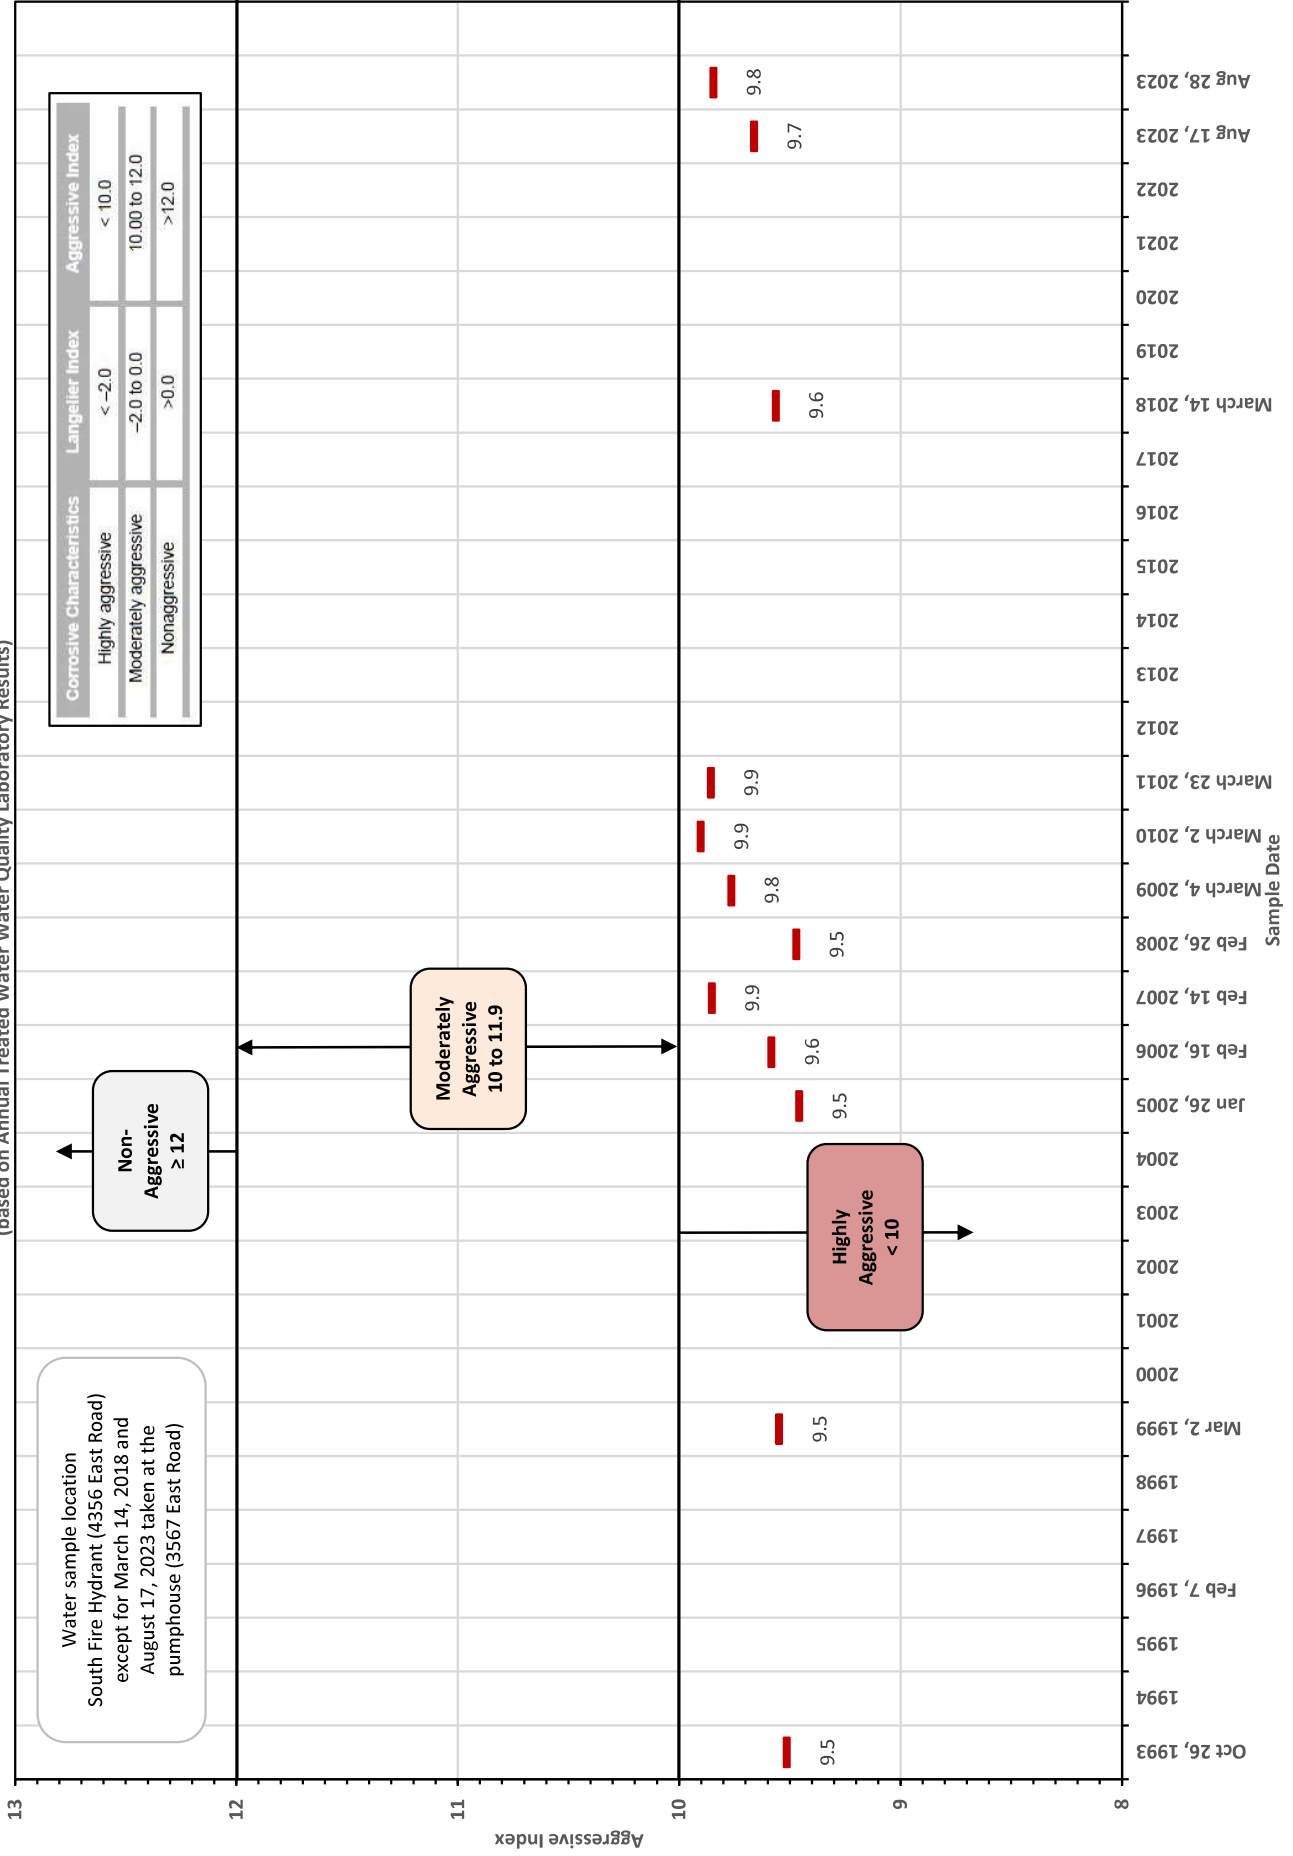 (based on Annual Treated Water Water Quality Laboratory Results)
Aggressive Index
13
12
11
10
9
8
Water sample location
South Fire Hydrant (4356 East Road)
except for March 14, 2018 and
August 17, 2023 taken at the
pumphouse (3567 East Road)
Non-
Aggressive
≥ 12
Moderately
Aggressive
10 to 11.9
Highly
Aggressive
< 10
Corrosive Characteristics Langelier Index Aggressive Index
Highly aggressive < –2.0 < 10.0
Moderately aggressive –2.0 to 0.0 10.00 to 12.0
Nonaggressive >0.0 >12.0
9.5
9.5
9.5
9.6
9.9
9.5
9.8
9.9
9.9
9.6
9.7
9.8
Oct 26, 1993
1994
1995
Feb 7, 1996
1997
1998
Mar 2, 1999
2000
2001
2002
2003
2004
Jan 26, 2005
Feb 16, 2006
Feb 14, 2007
Feb 26, 2008
March 4, 2009
March 2, 2010
March 23, 2011
2012
2013
2014
2015
2016
2017
March 14, 2018
2019
2020
2021
2022
Aug 17, 2023
Aug 28, 2023
Sample Date